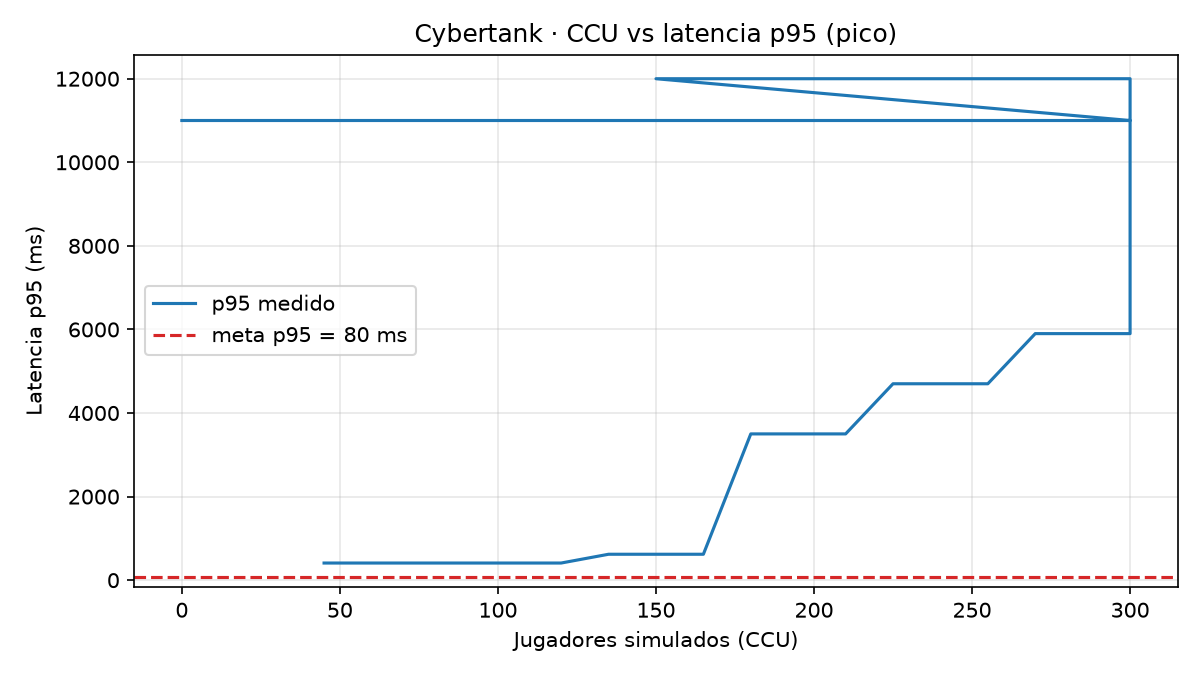 Cybertank · CCU vs latencia p95 (pico)
Latencia p95 (ms)
12000
10000
8000
6000
4000
2000
0
p95 medido
meta p95 = 80 ms
0 50 100 150 200 250 300
Jugadores simulados (CCU)